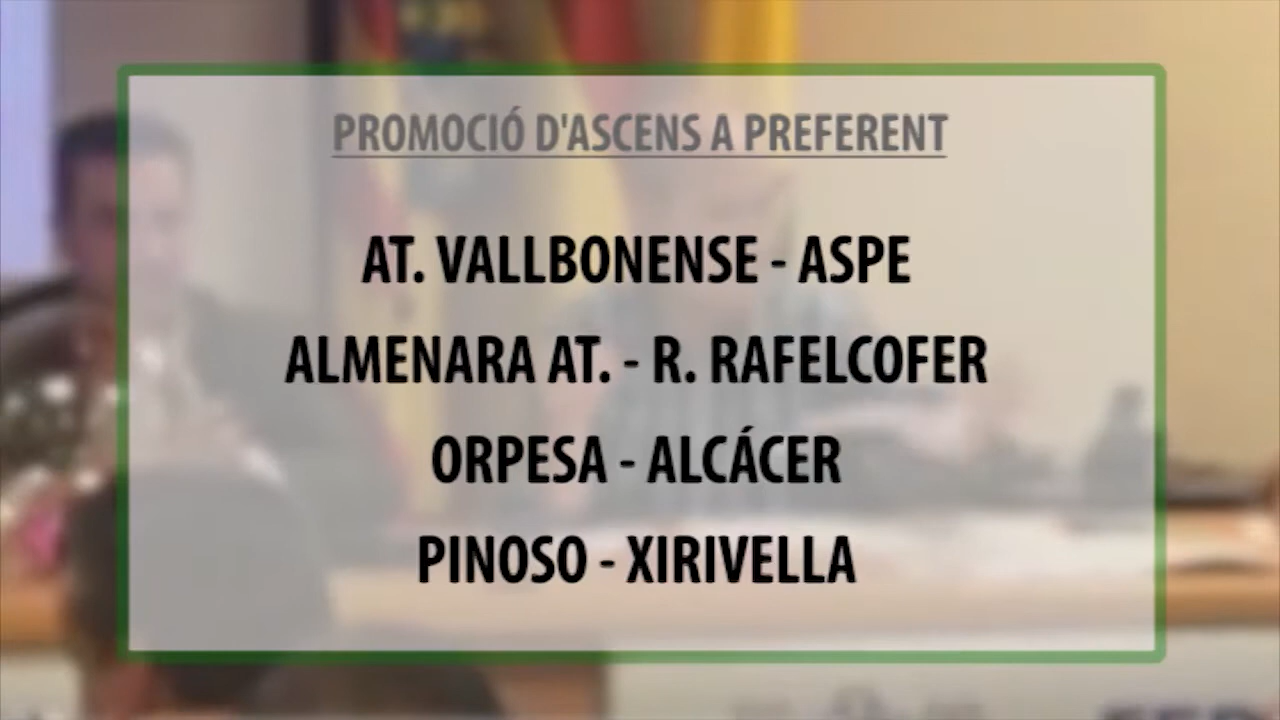 PROMOCIÓ D'ASCENS A PREFERENT
AT. VALLBONENSE - ASPE
ALMENARA AT. - R. RAFELCOFER
ORPESA - ALCÁCER
PINOSO - XIRIVELLA